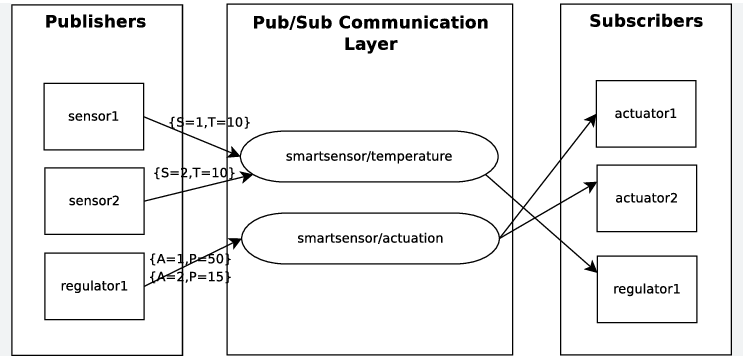 Publishers
Pub/Sub Communication
Layer
Subscribers
sensor1
{S=1,T=10}
smartsensor/temperature
actuator1
sensor2
{S=2,T=10}
actuator2
smartsensor/actuation
regulator1
{A=1,P=50}
{A=2,P=15}
regulator1